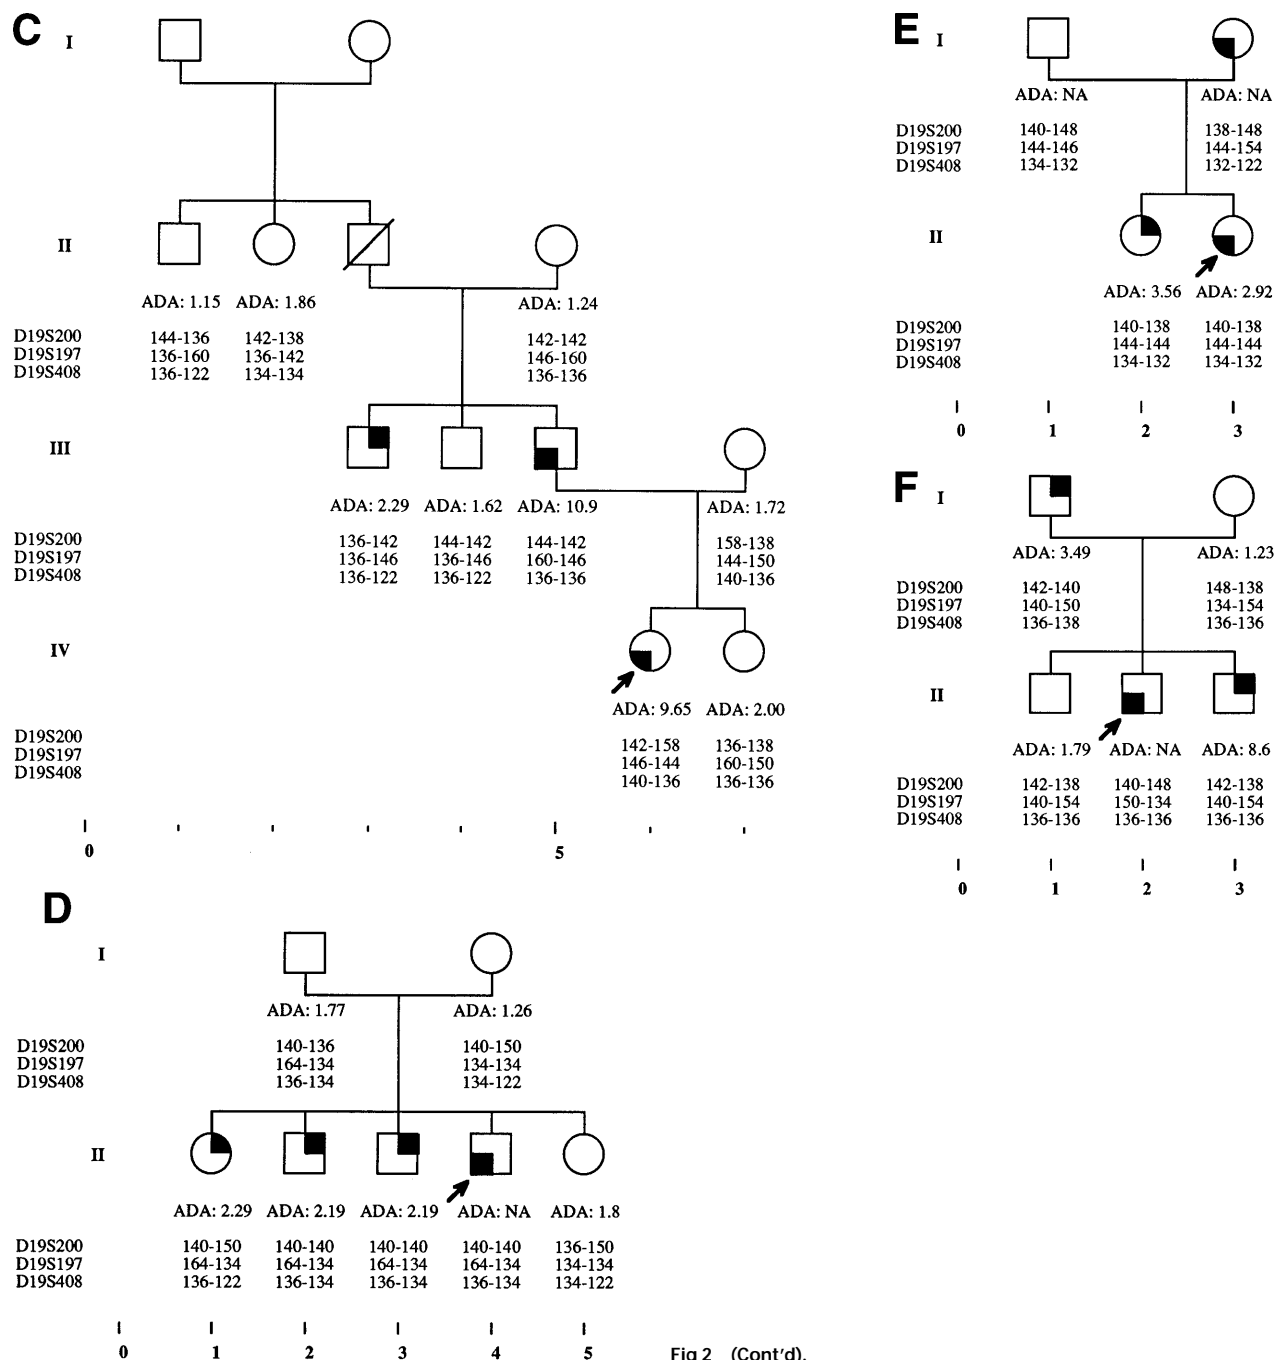 C I
II
ADA: 1.15 ADA: 1.86 ADA: 1.24
D19S200 144-136 142-138 142-142
D19S197 136-160 136-142 146-160
D19S408 136-122 134-134 136-136
III
ADA: 2.29 ADA: 1.62 ADA: 10.9 ADA: 1.72
D19S200 136-142 144-142 144-142 158-138
D19S197 136-146 136-146 160-146 144-150
D19S408 136-122 136-122 136-136 140-136
IV
ADA: 9.65 ADA: 2.00
D19S200 142-158 136-138
D19S197 146-144 160-150
D19S408 140-136 136-136
0 5
D
I
ADA: 1.77 ADA: 1.26
D19S200 140-136 140-150
D19S197 164-134 134-134
D19S408 136-134 134-122
II
ADA: 2.29 ADA: 2.19 ADA: 2.19 ADA: NA ADA: 1.8
D19S200 140-150 140-140 140-140 140-140 136-150
D19S197 164-134 164-134 164-134 164-134 134-134
D19S408 136-122 136-134 136-134 136-134 134-122
0 1 2 3 4 5
E I
ADA: NA ADA: NA
D19S200 140-148 138-148
D19S197 144-146 144-154
D19S408 134-132 132-122
II
ADA: 3.56 ADA: 2.92
D19S200 140-138 140-138
D19S197 144-144 144-144
D19S408 134-132 134-132
0 1 2 3
F I
ADA: 3.49 ADA: 1.23
D19S200 142-140 148-138
D19S197 140-150 134-154
D19S408 136-138 136-136
II
ADA: 1.79 ADA: NA ADA: 8.6
D19S200 142-138 140-148 142-138
D19S197 140-154 150-134 140-154
D19S408 136-136 136-136 136-136
0 1 2 3
Fig 2 (Cont'd).